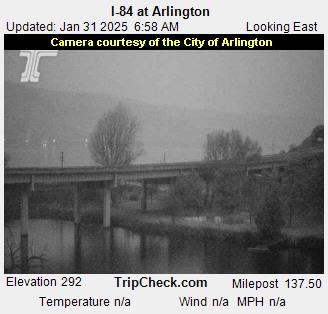 I-84 at Arlington
Updated: Jan 31 2025 6:58 AM Looking East
Camera courtesy of the City of Arlington
Elevation 292 TripCheck.com Milepost 137.50
Temperature n/a Wind n/a MPH n/a